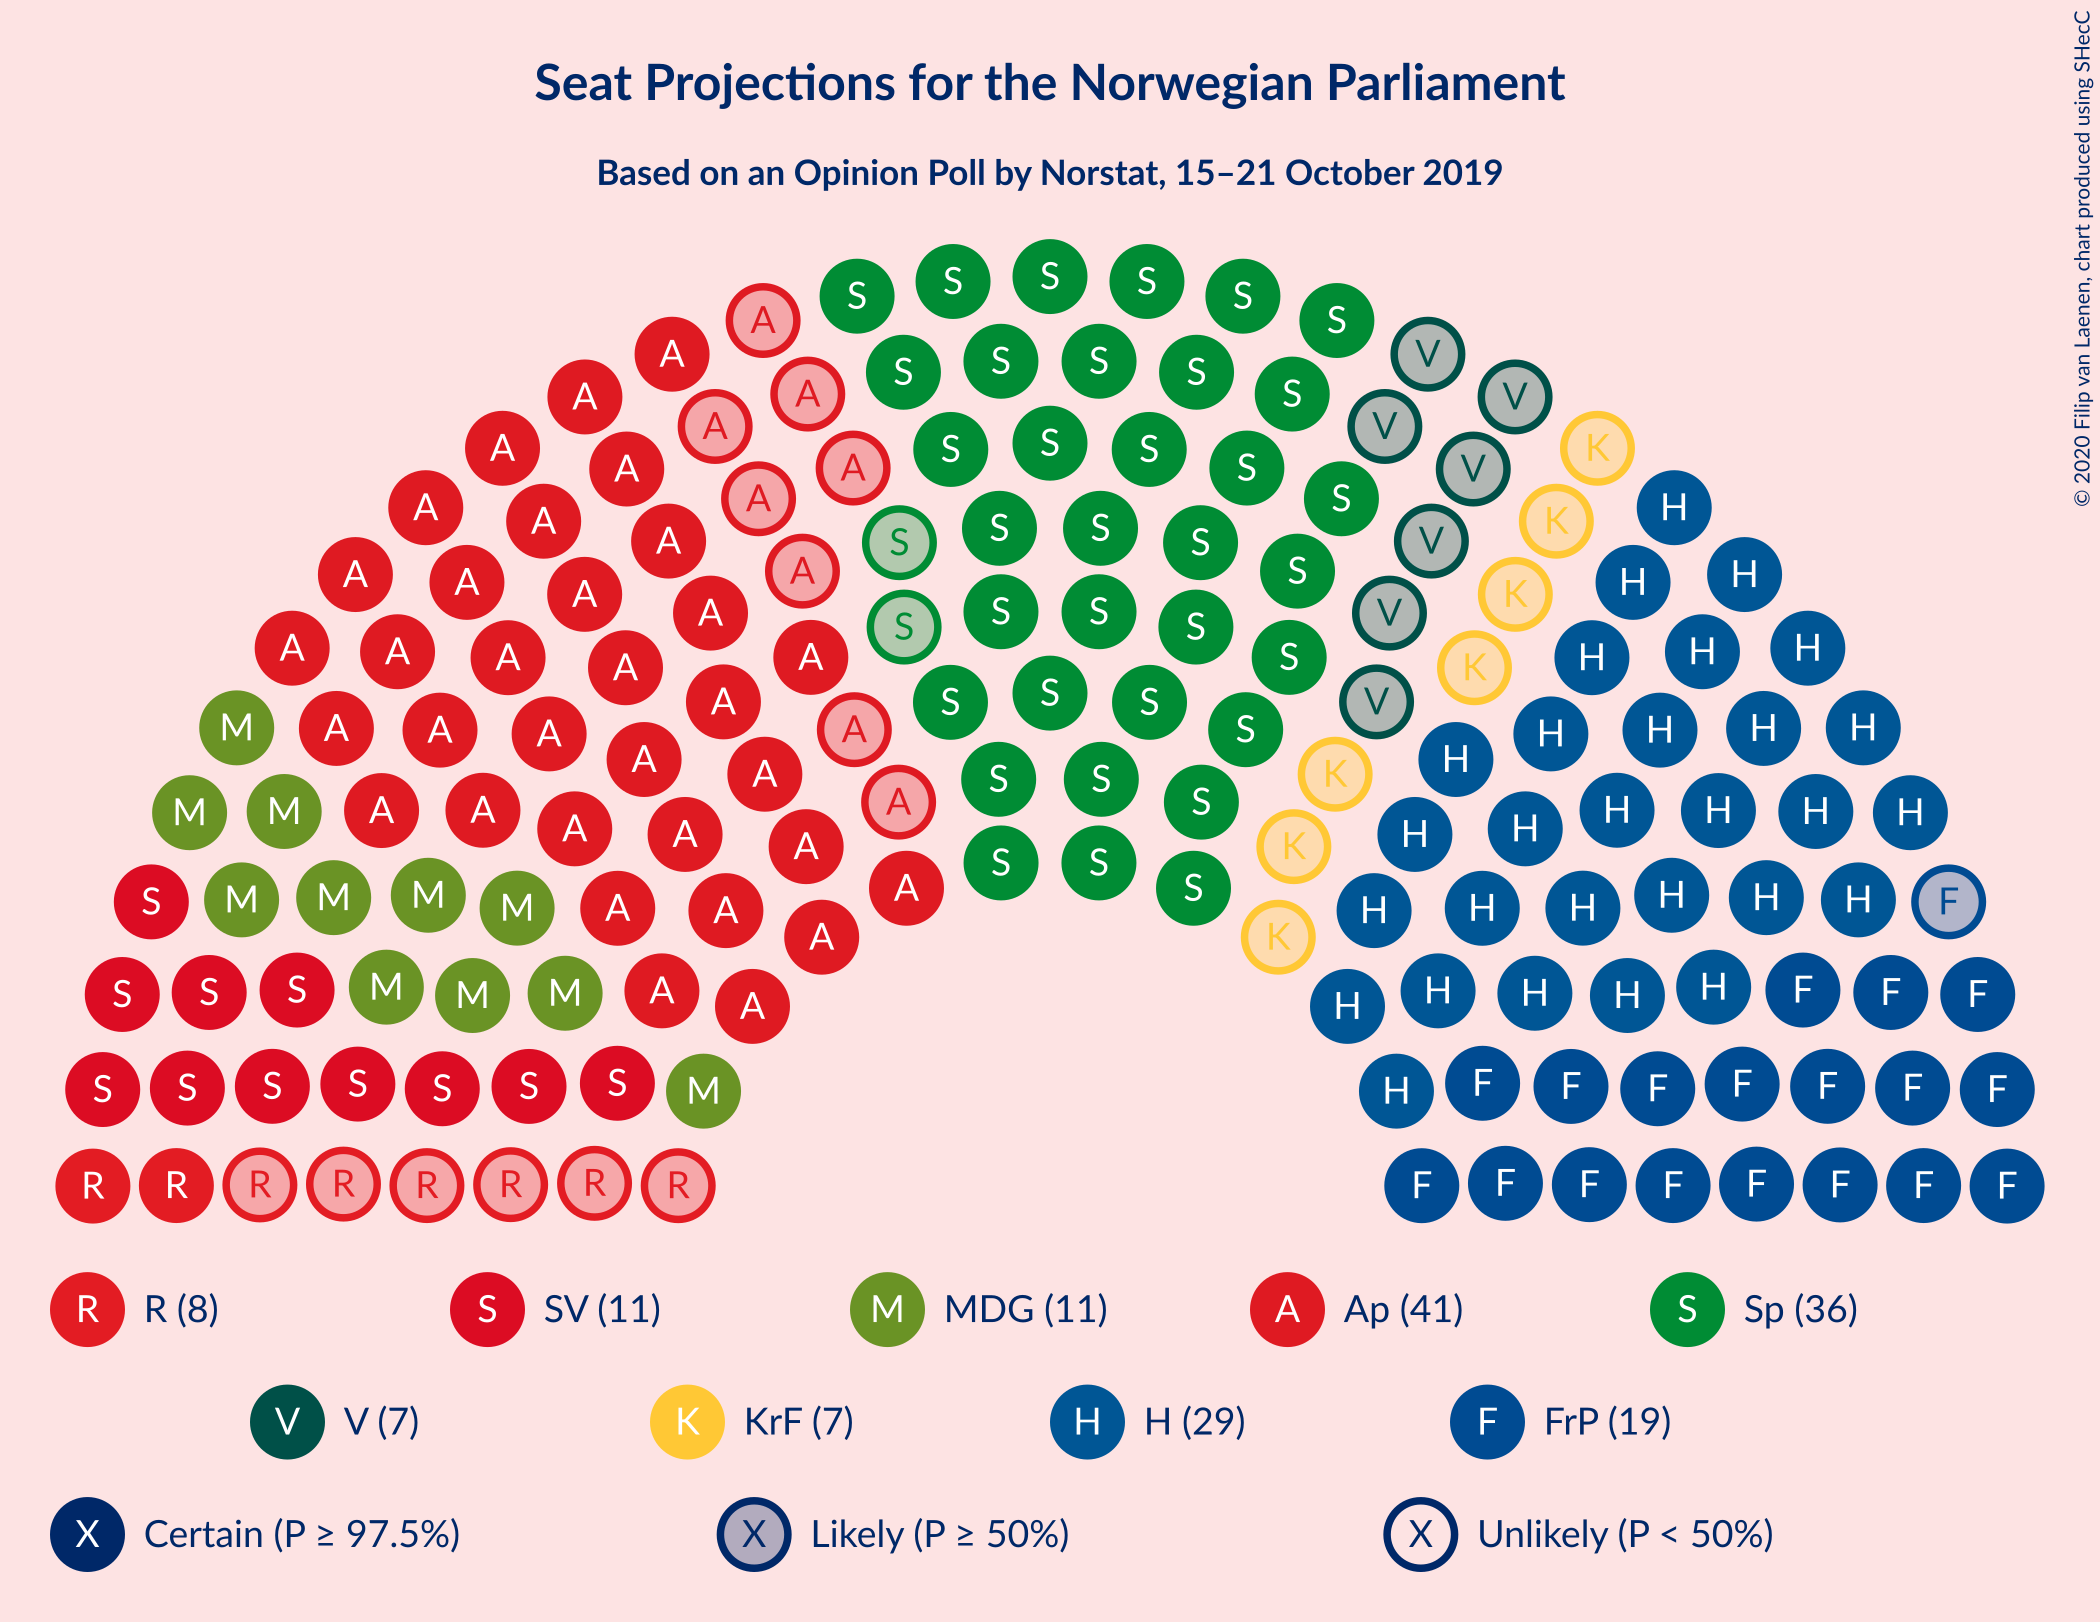 Seat Projections for the Norwegian Parliament
Based on an Opinion Poll by Norstat, 15–21 October 2019
© 2020 Filip van Laenen, chart produced using SHecC
S S S S S S
A S S S S S V
A A S S S S V V
A A A S S S S S V K
A A A S S S S S V K H
A A A A S S S S S V K H H
A A A A A S S S S S V K H H H
A A A A A A S S S S V H H H H
M A A A A A A S S S K H H H H H
M M A A A A A A S S S K H H H H H H
S M M M M A A A A S K H H H H H H F
S S S M M M A A H H H H H F F F
S S S S S S S M H F F F F F F F
R R R R R R R R F F F F F F F F
R R (8) S SV (11) M MDG (11) A Ap (41) S Sp (36)
V V (7) K KrF (7) H H (29) F FrP (19)
X Certain (P ≥ 97.5%) X Likely (P ≥ 50%) X Unlikely (P < 50%)